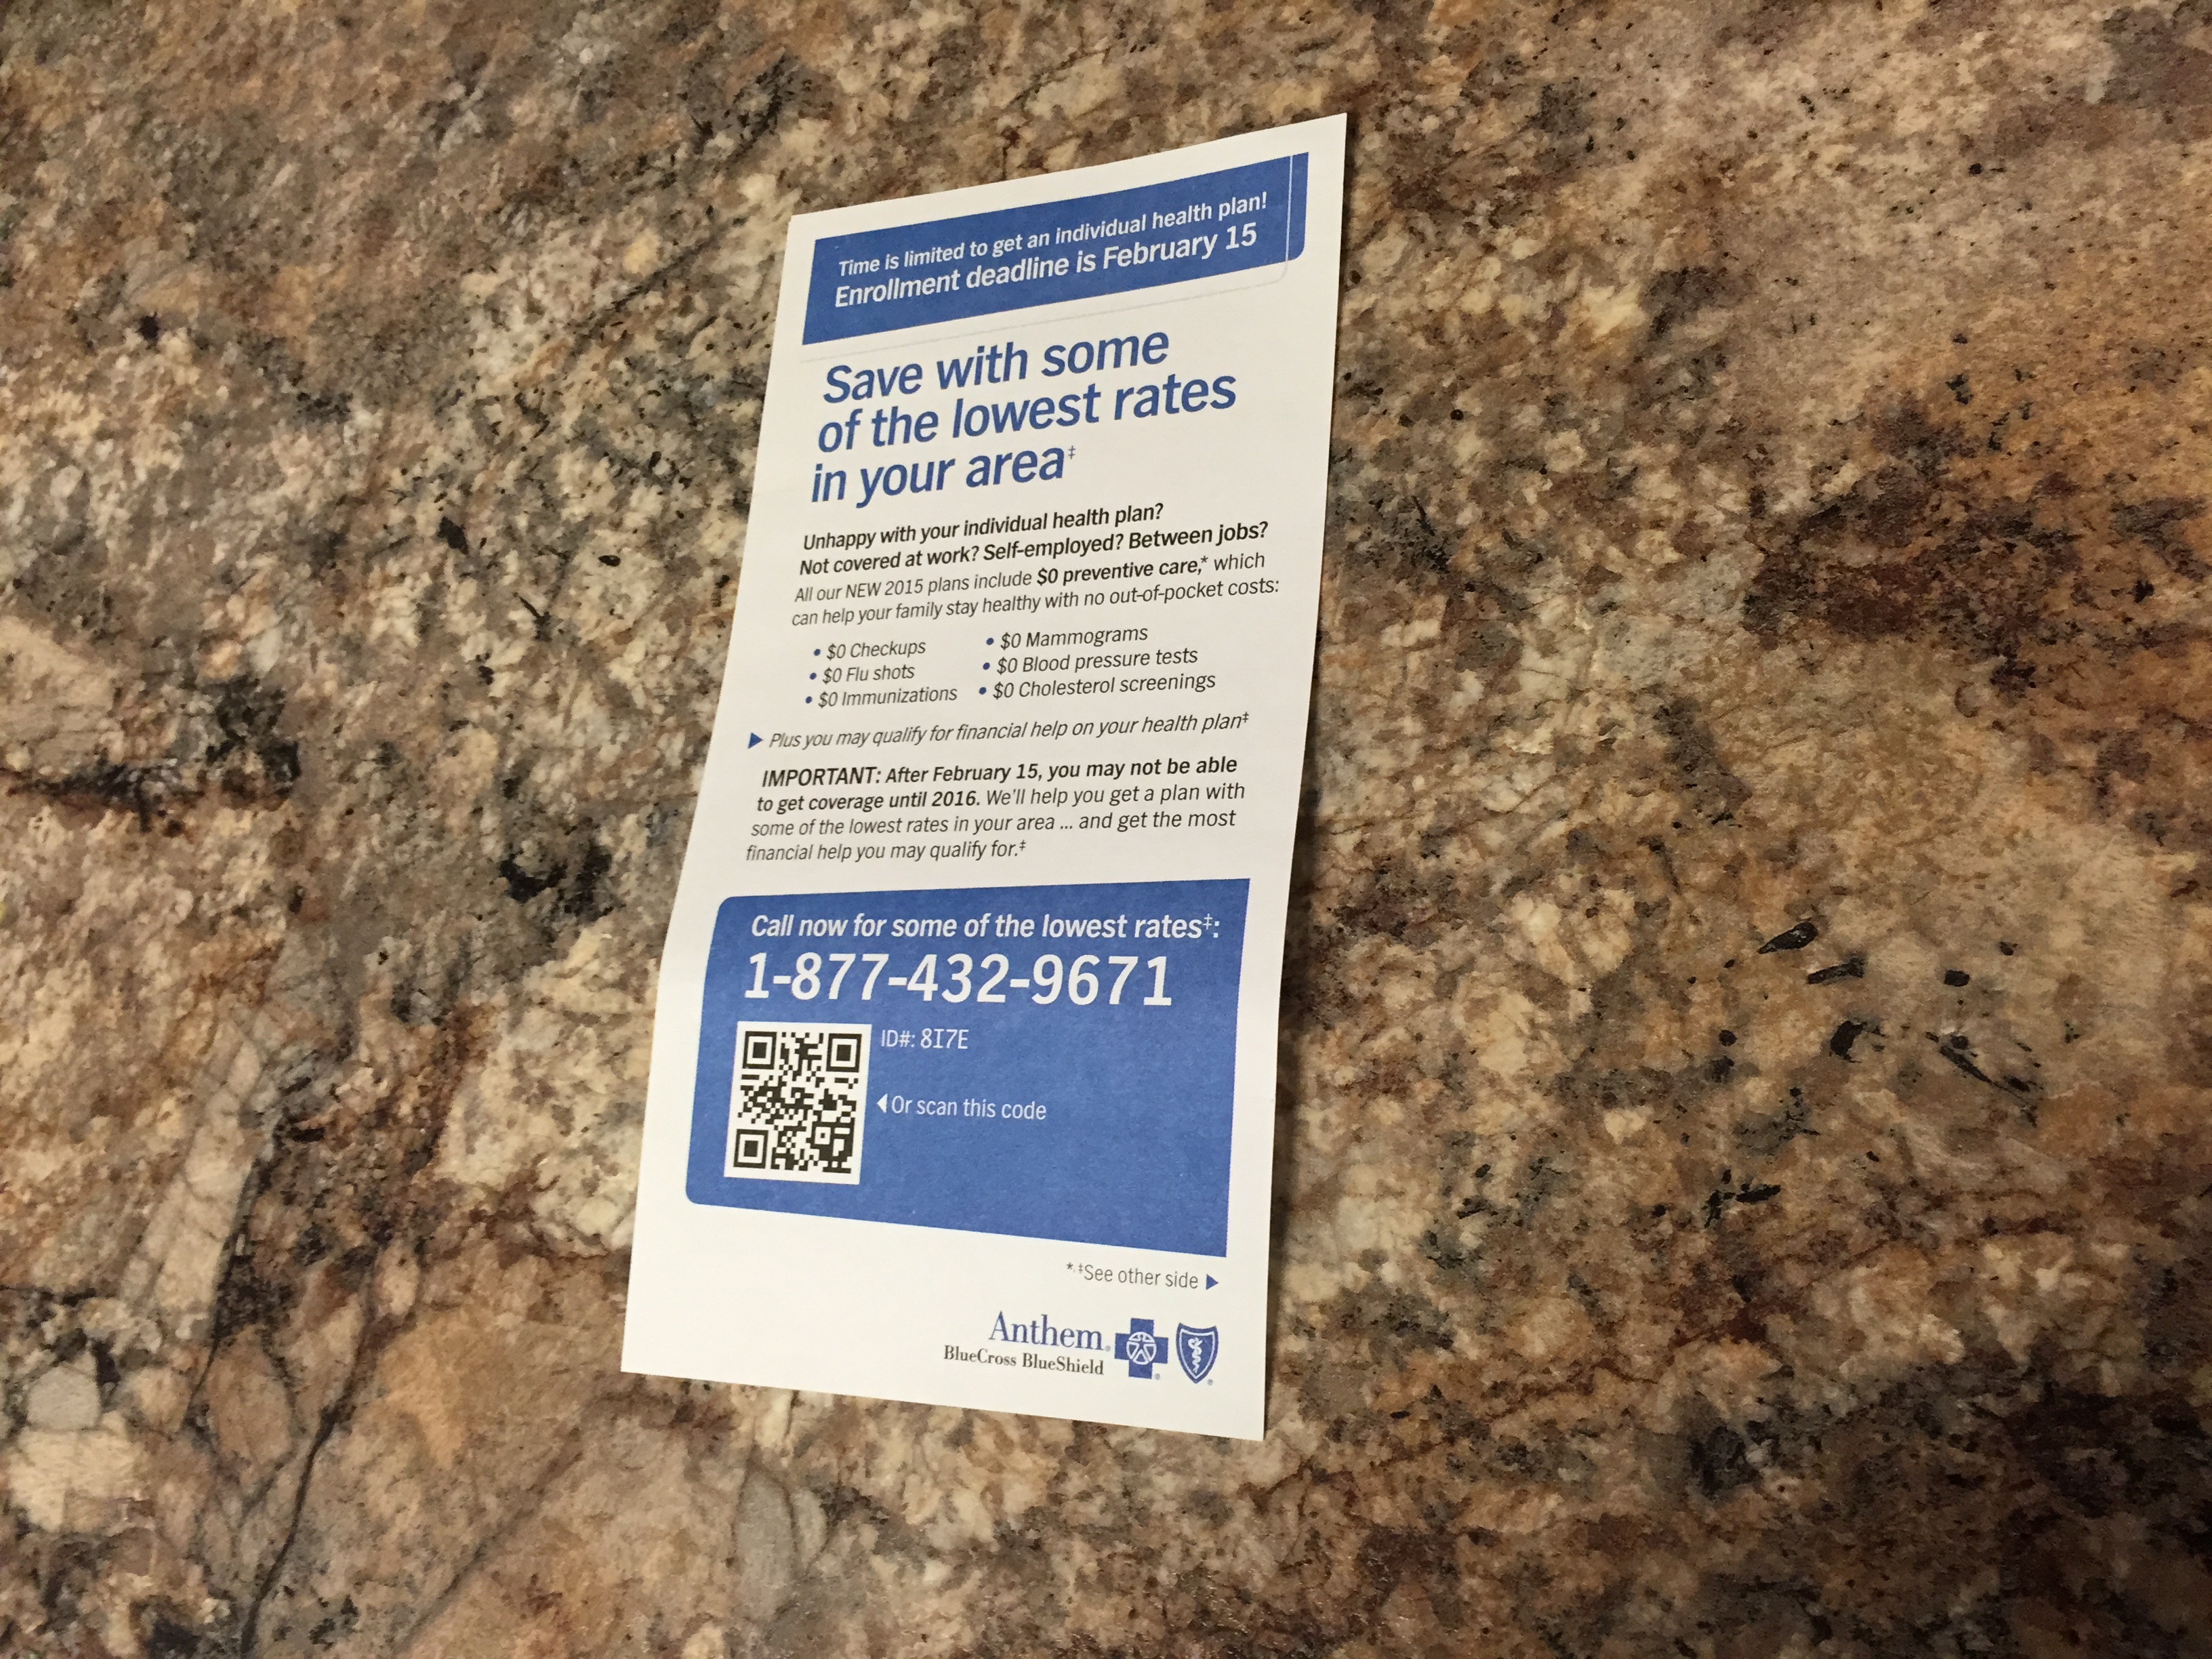 Time is limited to get an individual health plan!
Enrollment deadline is February 15
Save with some
of the lowest rates
in your area‡
Unhappy with your individual health plan?
Not covered at work? Self-employed? Between jobs?
All our NEW 2015 plans include $0 preventive care,* which
can help your family stay healthy with no out-of-pocket costs:
• $0 Checkups
• $0 Flu shots
• $0 Immunizations
• $0 Mammograms
• $0 Blood pressure tests
• $0 Cholesterol screenings
▶ Plus you may qualify for financial help on your health plan‡
IMPORTANT: After February 15, you may not be able
to get coverage until 2016. We'll help you get a plan with
some of the lowest rates in your area ... and get the most
financial help you may qualify for.‡
Call now for some of the lowest rates‡:
1-877-432-9671
ID#: 8I7E
◀ Or scan this code
*,‡See other side ▶
Anthem®
BlueCross BlueShield